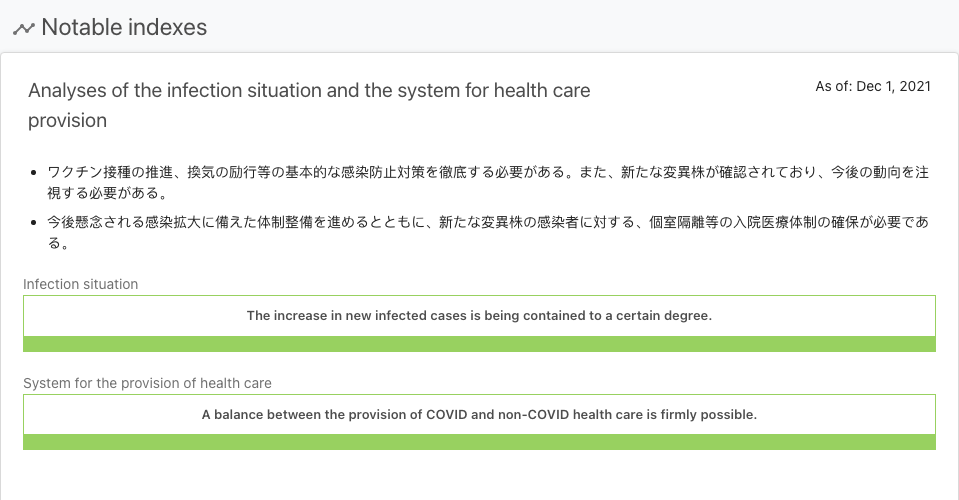 Notable indexes
Analyses of the infection situation and the system for health care
provision
As of: Dec 1, 2021
ワクチン接種の推進、換気の励行等の基本的な感染防止対策を徹底する必要がある。また、新たな変異株が確認されており、今後の動向を注
視する必要がある。
今後懸念される感染拡大に備えた体制整備を進めるとともに、新たな変異株の感染者に対する、個室隔離等の入院医療体制の確保が必要であ
る。
Infection situation
The increase in new infected cases is being contained to a certain degree.
System for the provision of health care
A balance between the provision of COVID and non-COVID health care is firmly possible.